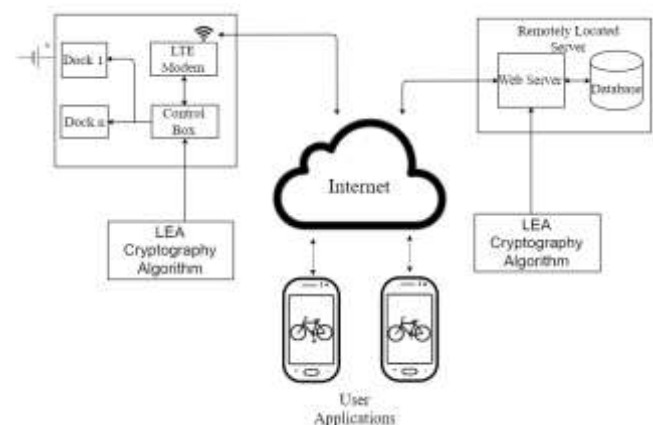 Dock 1
Dock n
LTE
Modem
Control
Box
LEA
Cryptography
Algorithm
Internet
Remotely Located
Server
Web Server
Database
LEA
Cryptography
Algorithm
User
Applications